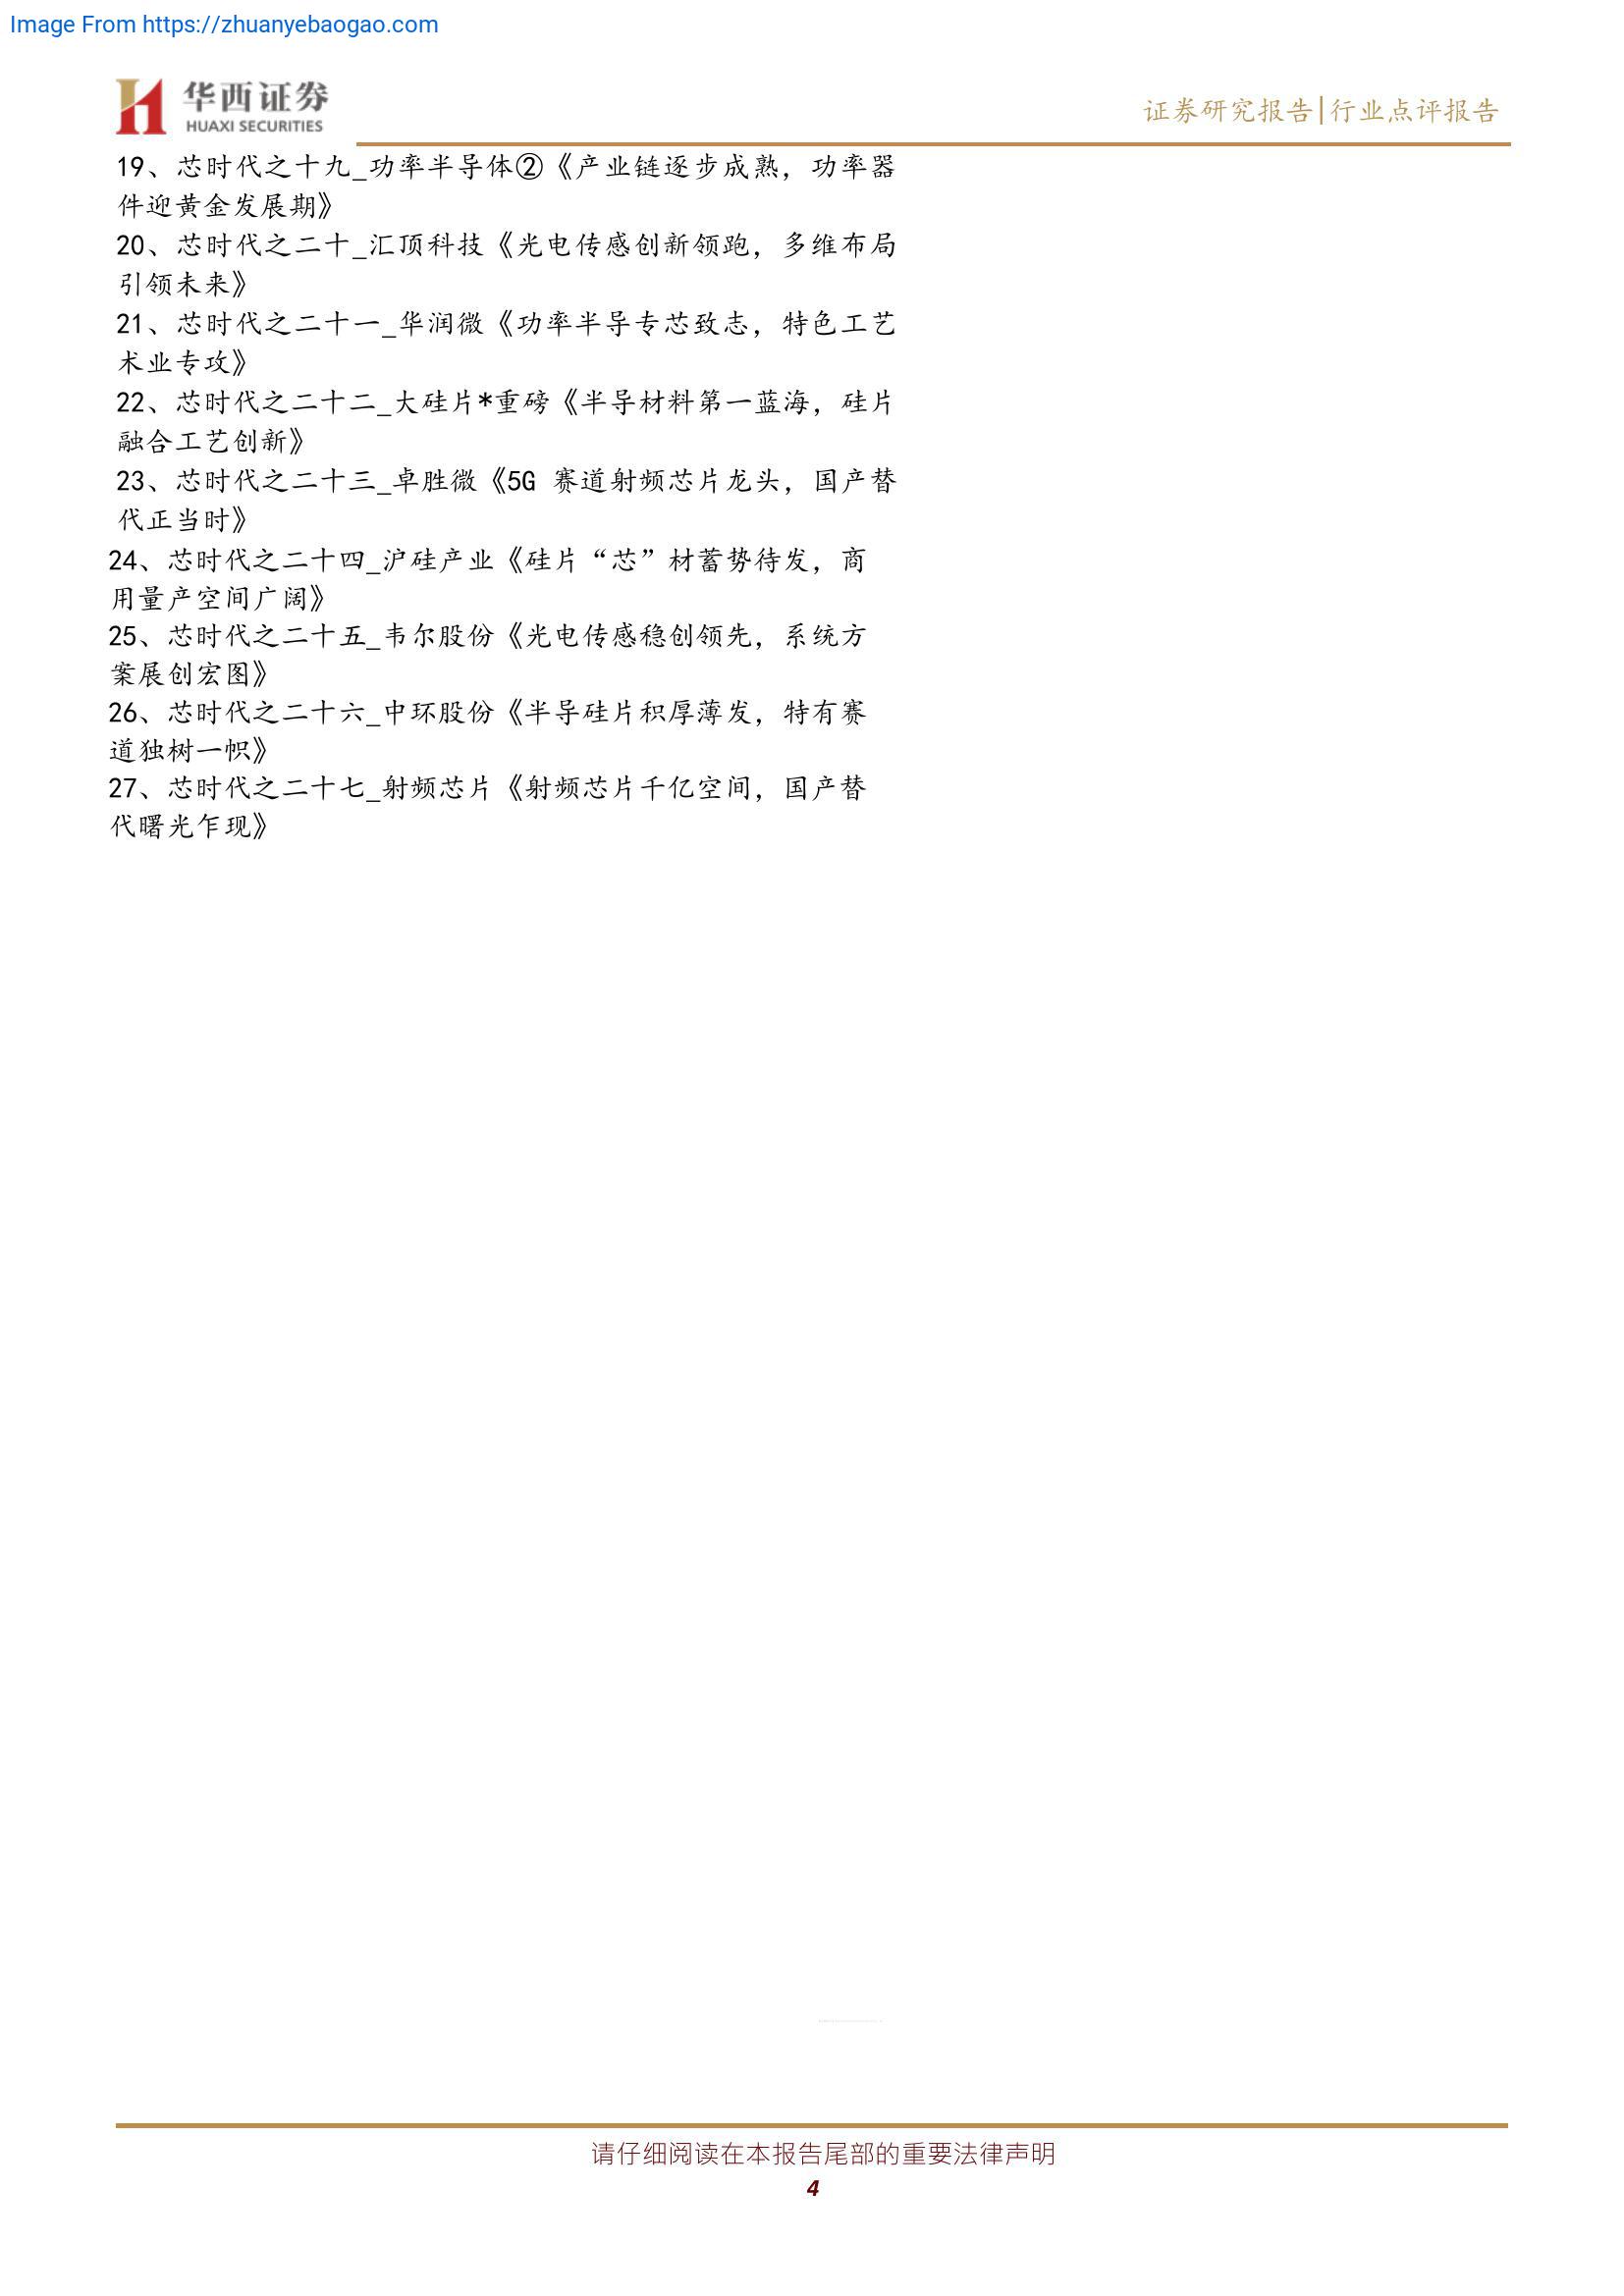 Image From https://zhuanyebaogao.com
华西证券
HUAXI SECURITIES
证券研究报告|行业点评报告
19、芯时代之十九_功率半导体②《产业链逐步成熟，功率器
件迎黄金发展期》
20、芯时代之二十_汇顶科技《光电传感创新领跑，多维布局
引领未来》
21、芯时代之二十一_华润微《功率半导专芯致志，特色工艺
术业专攻》
22、芯时代之二十二_大硅片*重磅《半导材料第一蓝海，硅片
融合工艺创新》
23、芯时代之二十三_卓胜微《5G 赛道射频芯片龙头，国产替
代正当时》
24、芯时代之二十四_沪硅产业《硅片“芯”材蓄势待发，商
用量产空间广阔》
25、芯时代之二十五_韦尔股份《光电传感稳创领先，系统方
案展创宏图》
26、芯时代之二十六_中环股份《半导硅片积厚薄发，特有赛
道独树一帜》
27、芯时代之二十七_射频芯片《射频芯片千亿空间，国产替
代曙光乍现》
请仔细阅读在本报告尾部的重要法律声明
4